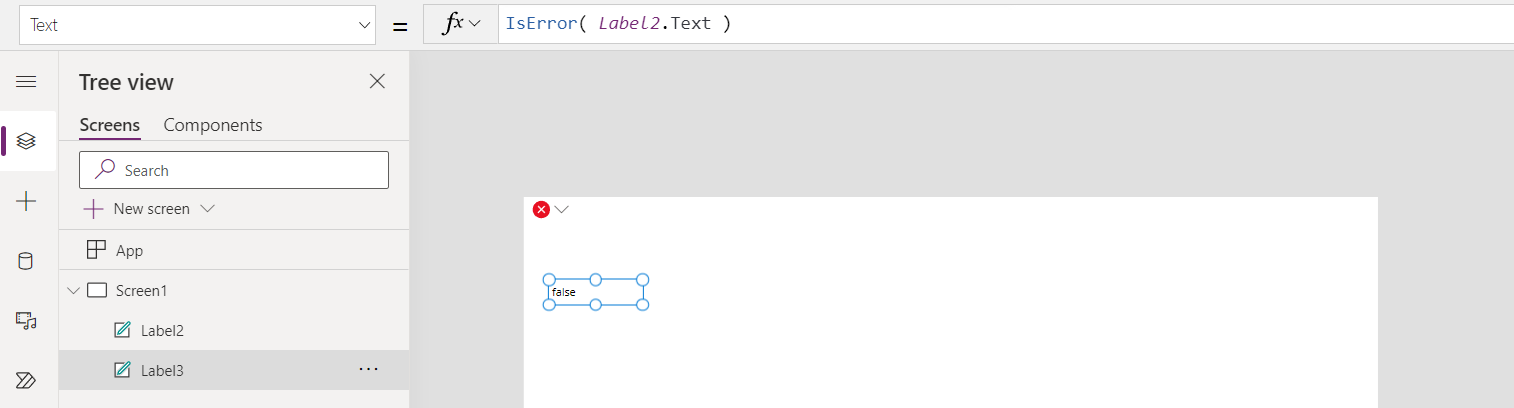 Text = fx IsError( Label2.Text )
Tree view
Screens Components
Search
New screen
App
Screen1
Label2
Label3 ...
false